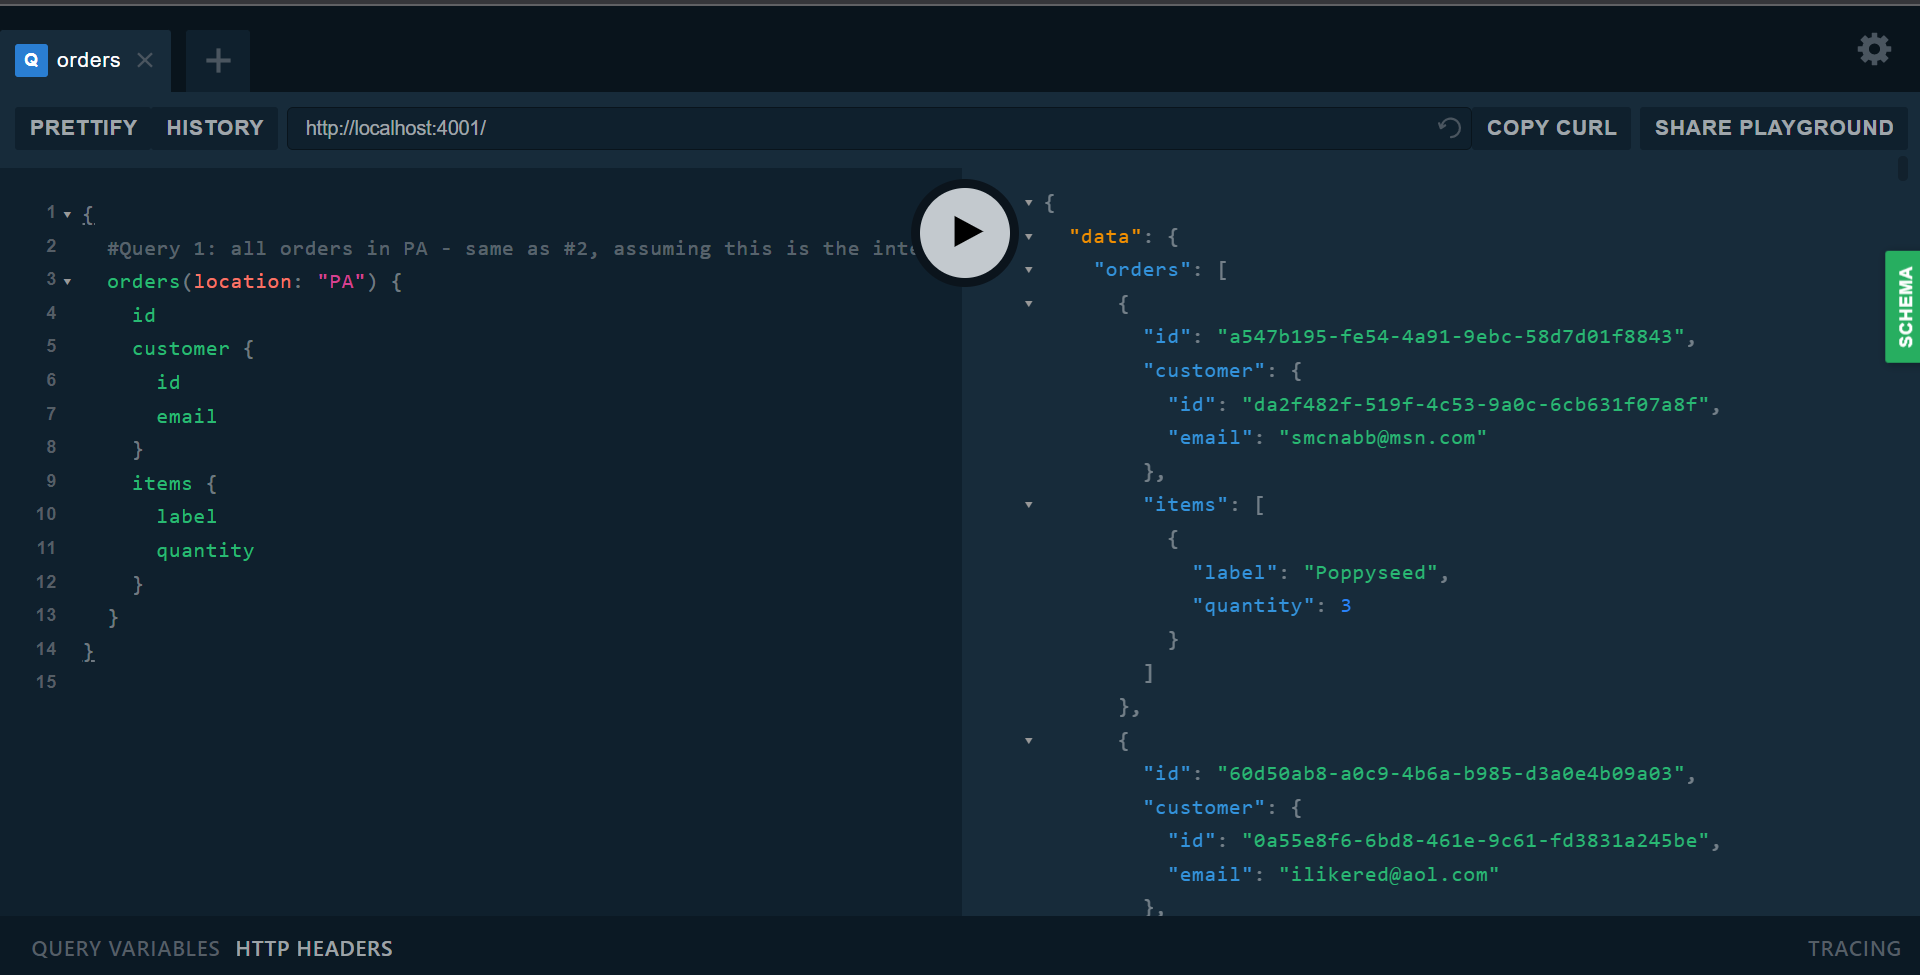 Q orders
PRETTIFY HISTORY http://localhost:4001/ COPY CURL SHARE PLAYGROUND
1 {
2 #Query 1: all orders in PA - same as #2, assuming this is the inte
3 orders(location: "PA") {
4 id
5 customer {
6 id
7 email
8 }
9 items {
10 label
11 quantity
12 }
13 }
14 }
15
{
"data": {
"orders": [
{
"id": "a547b195-fe54-4a91-9ebc-58d7d01f8843",
"customer": {
"id": "da2f482f-519f-4c53-9a0c-6cb631f07a8f",
"email": "smcnabb@msn.com"
},
"items": [
{
"label": "Poppyseed",
"quantity": 3
}
]
},
{
"id": "60d50ab8-a0c9-4b6a-b985-d3a0e4b09a03",
"customer": {
"id": "0a55e8f6-6bd8-461e-9c61-fd3831a245be",
"email": "ilikered@aol.com"
},
SCHEMA
QUERY VARIABLES HTTP HEADERS TRACING